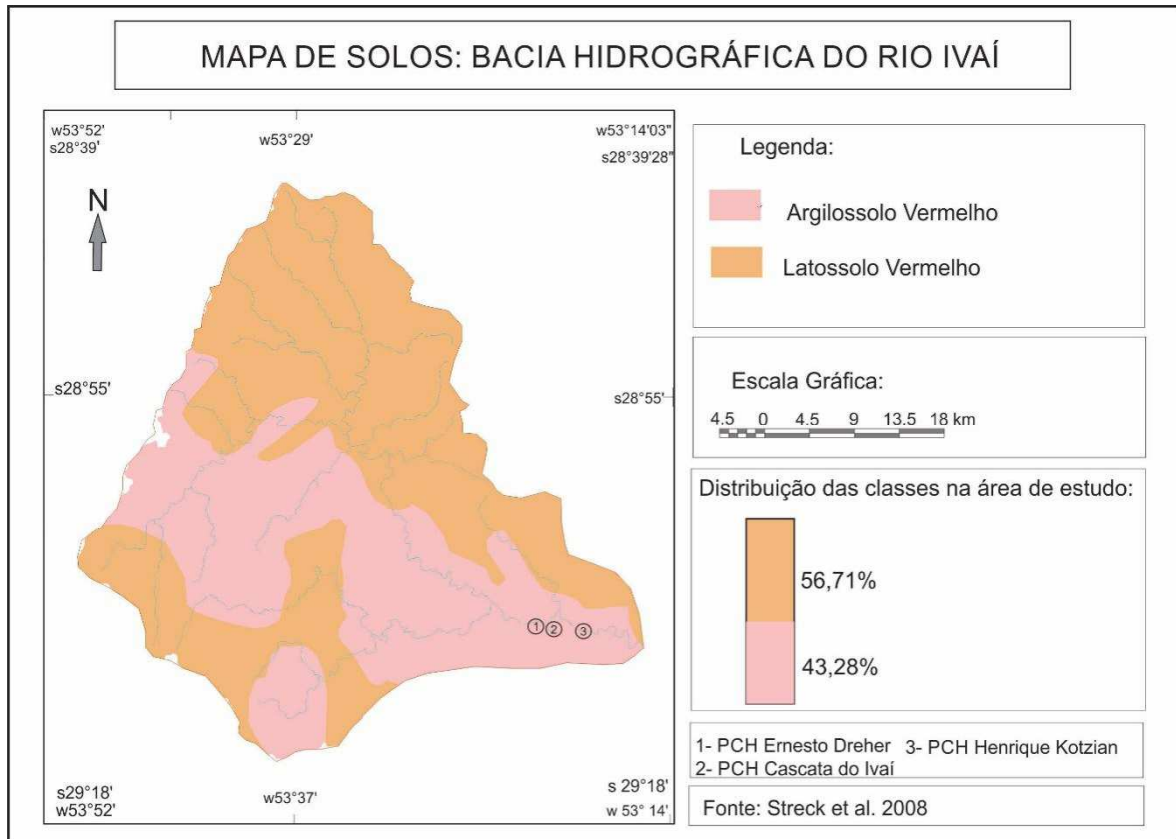 MAPA DE SOLOS: BACIA HIDROGRÁFICA DO RIO IVAÍ
w53°52'
s28°39'
w53°29'
w53°14'03"
s28°39'28"
N
s28°55'
s28°55'
1 2 3
s29°18'
w53°52'
w53°37'
s 29°18'
w 53° 14'
Legenda:
Argilossolo Vermelho
Latossolo Vermelho
Escala Gráfica:
4.5 0 4.5 9 13.5 18 km
Distribuição das classes na área de estudo:
56,71%
43,28%
1- PCH Ernesto Dreher 3- PCH Henrique Kotzian
2- PCH Cascata do Ivaí
Fonte: Streck et al. 2008